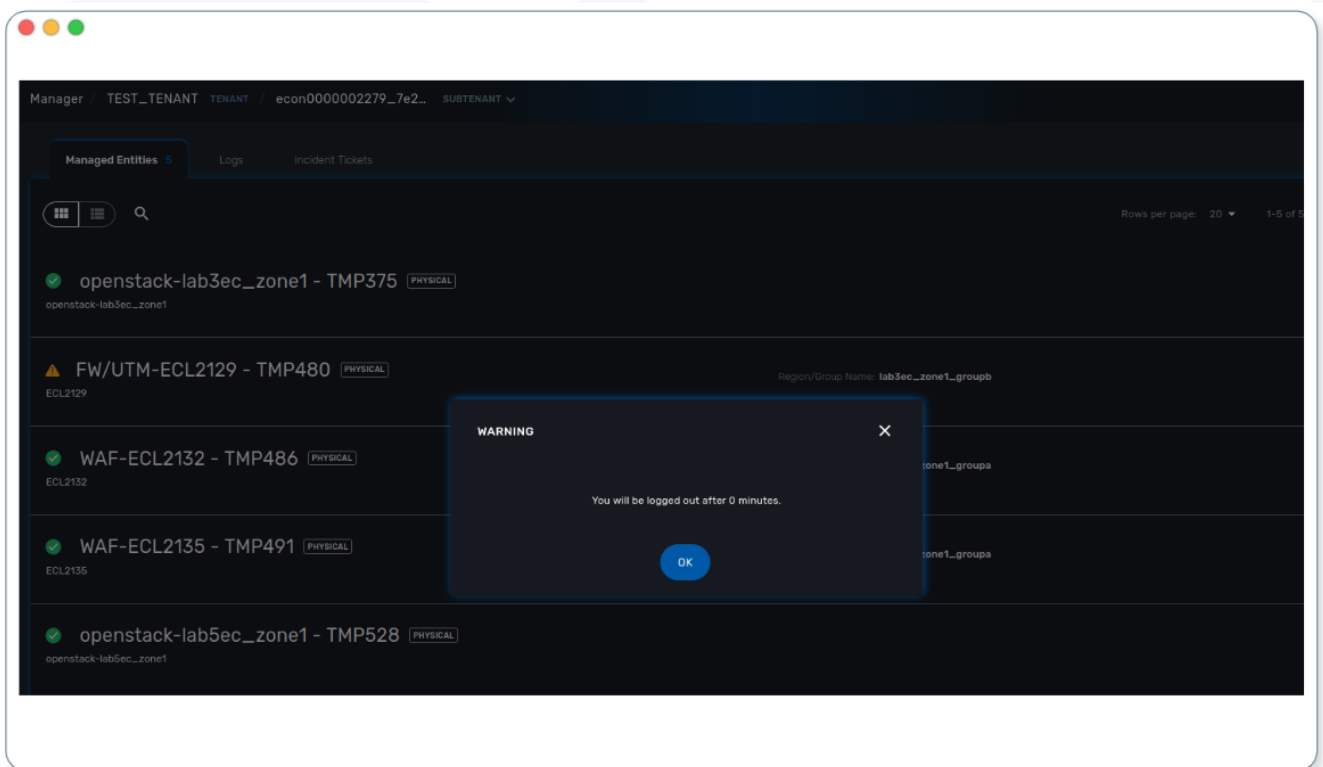 Manager / TEST_TENANT TENANT / econ0000002279_7e2… SUBTENANT
Managed Entities 5 Logs Incident Tickets
Rows per page: 20 1-5 of 5
openstack-lab3ec_zone1 - TMP375 PHYSICAL
openstack-lab3ec_zone1
FW/UTM-ECL2129 - TMP480 PHYSICAL
Region/Group Name: lab3ec_zone1_groupb
ECL2129
WARNING
WAF-ECL2132 - TMP486 PHYSICAL
zone1_groupa
ECL2132
You will be logged out after 0 minutes.
WAF-ECL2135 - TMP491 PHYSICAL
zone1_groupa
OK
ECL2135
openstack-lab5ec_zone1 - TMP528 PHYSICAL
openstack-lab5ec_zone1